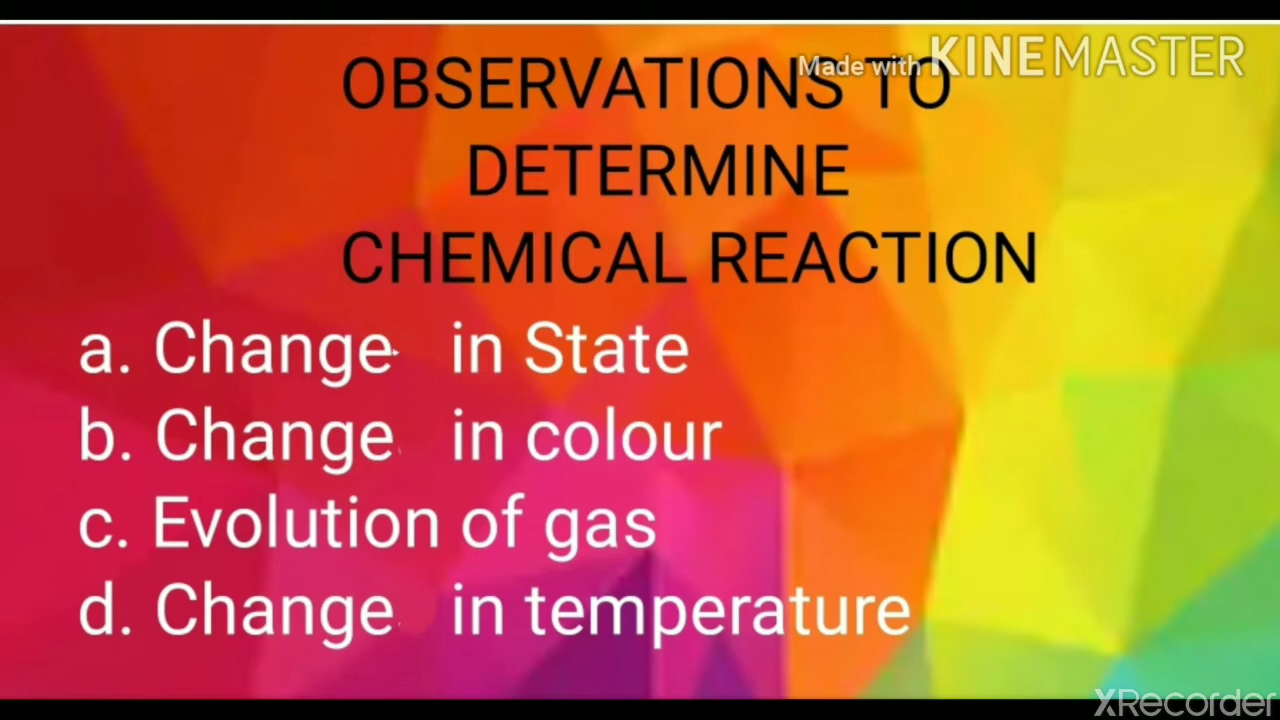 Made with KINEMASTER
OBSERVATIONS TO
DETERMINE
CHEMICAL REACTION
a. Change in State
b. Change in colour
c. Evolution of gas
d. Change in temperature
XRecorder